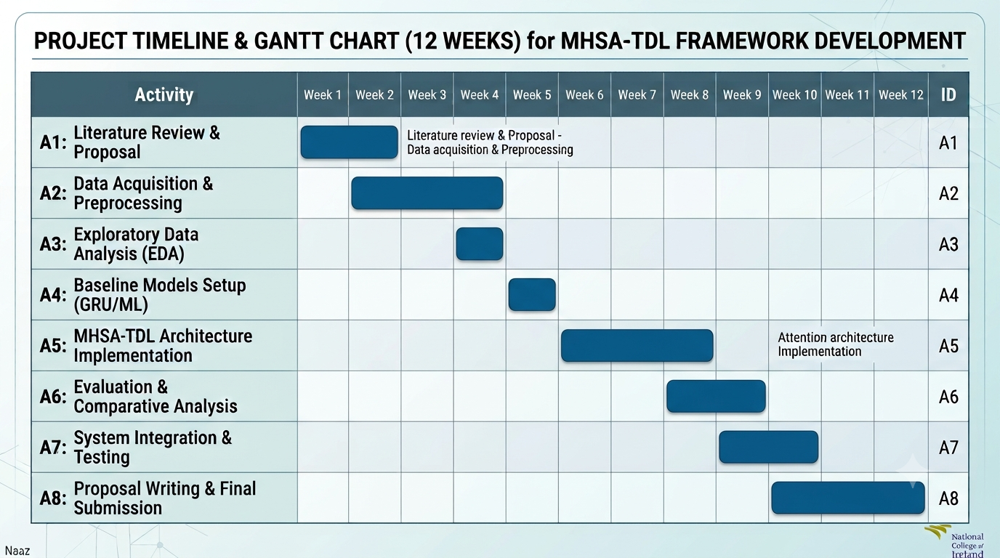 PROJECT TIMELINE & GANTT CHART (12 WEEKS) for MHSA-TDL FRAMEWORK DEVELOPMENT
Activity Week 1 Week 2 Week 3 Week 4 Week 5 Week 6 Week 7 Week 8 Week 9 Week 10 Week 11 Week 12 ID
A1: Literature Review &
Proposal
Literature review & Proposal -
Data acquisition & Preprocessing
A1
A2: Data Acquisition &
Preprocessing
A2
A3: Exploratory Data
Analysis (EDA)
A3
A4: Baseline Models Setup
(GRU/ML)
A4
A5: MHSA-TDL Architecture
Implementation
Attention architecture
Implementation
A5
A6: Evaluation &
Comparative Analysis
A6
A7: System Integration &
Testing
A7
A8: Proposal Writing & Final
Submission
A8
Naaz
National
College of
Ireland